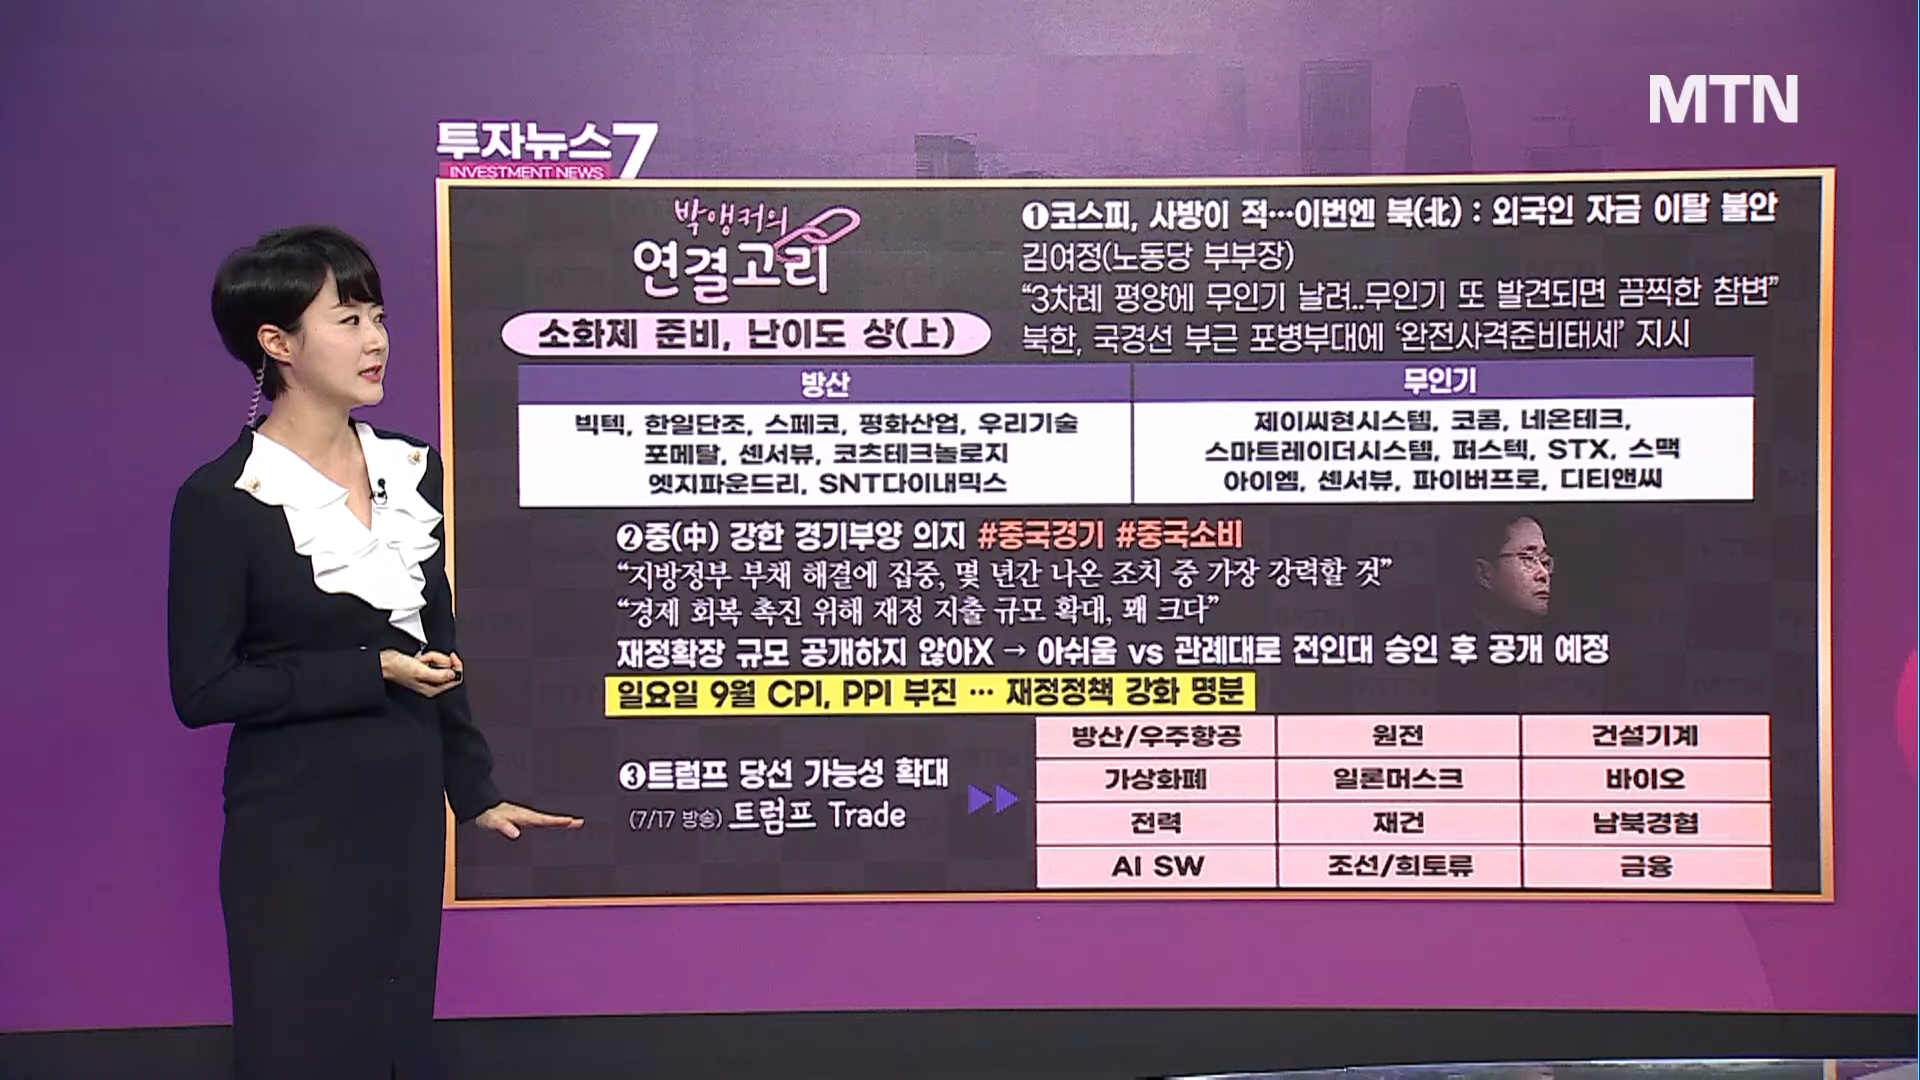 MTN
투자뉴스7
INVESTMENT NEWS
박앵커의
연결고리
소화제 준비, 난이도 상(上)
❶코스피, 사방이 적…이번엔 북(北) : 외국인 자금 이탈 불안
김여정(노동당 부부장)
“3차례 평양에 무인기 날려..무인기 또 발견되면 끔찍한 참변”
북한, 국경선 부근 포병부대에 ‘완전사격준비태세’ 지시
방산
무인기
빅텍, 한일단조, 스페코, 평화산업, 우리기술
포메탈, 센서뷰, 코츠테크놀로지
엣지파운드리, SNT다이내믹스
제이씨현시스템, 코콤, 네온테크,
스마트레이더시스템, 퍼스텍, STX, 스맥
아이엠, 센서뷰, 파이버프로, 디티앤씨
❷중(中) 강한 경기부양 의지 #중국경기 #중국소비
“지방정부 부채 해결에 집중, 몇 년간 나온 조치 중 가장 강력할 것”
“경제 회복 촉진 위해 재정 지출 규모 확대, 꽤 크다”
재정확장 규모 공개하지 않아X → 아쉬움 vs 관례대로 전인대 승인 후 공개 예정
일요일 9월 CPI, PPI 부진 … 재정정책 강화 명분
❸트럼프 당선 가능성 확대
(7/17 방송) 트럼프 Trade
방산/우주항공 원전 건설기계
가상화폐 일론머스크 바이오
전력 재건 남북경협
AI SW 조선/희토류 금융